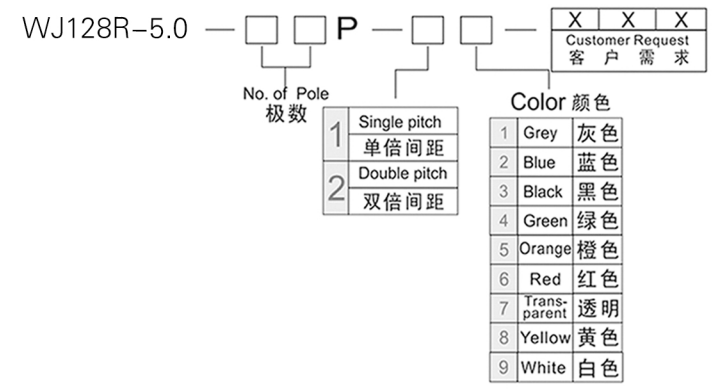 WJ128R-5.0 — □ □ P — □ □ — X X X
Customer Request
客 户 需 求
No. of Pole
极数
1 Single pitch
单倍间距
2 Double pitch
双倍间距
Color 颜色
1 Grey 灰色
2 Blue 蓝色
3 Black 黑色
4 Green 绿色
5 Orange 橙色
6 Red 红色
7 Trans-
parent 透明
8 Yellow 黄色
9 White 白色